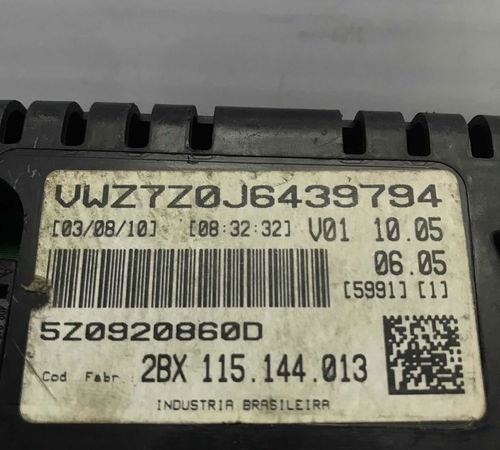 VWZ7Z0J6439794
[03/08/10] [08:32:32] V01 10.05
06.05
[5991] [1]
5Z0920860D
Cod Fabr.: 2BX 115.144.013
INDUSTRIA BRASILEIRA